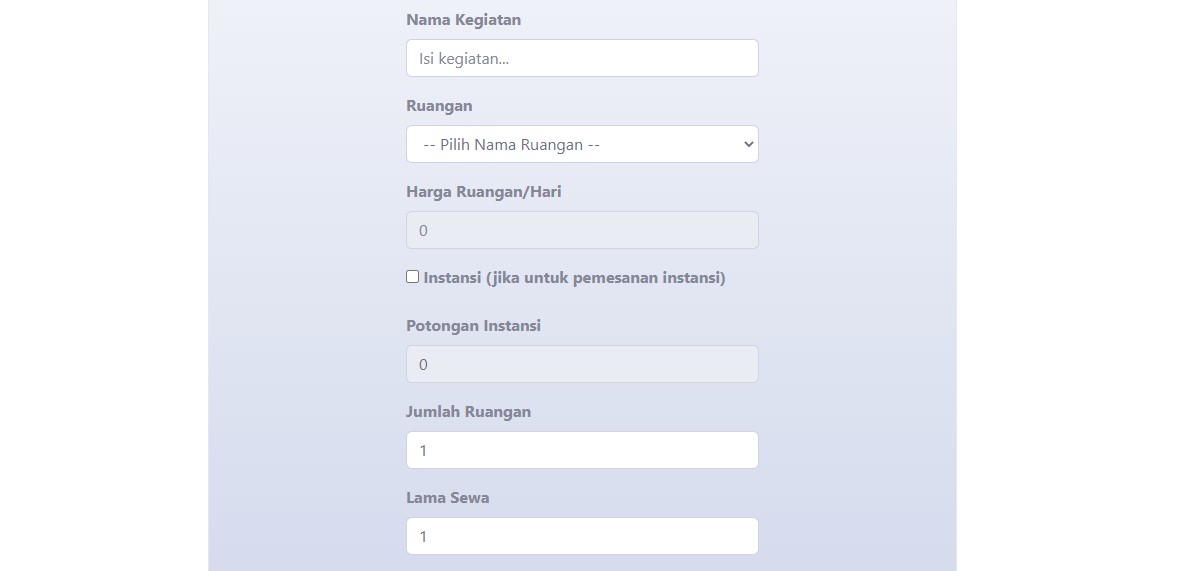 Nama Kegiatan
Isi kegiatan...
Ruangan
-- Pilih Nama Ruangan --
Harga Ruangan/Hari
0
Instansi (jika untuk pemesanan instansi)
Potongan Instansi
0
Jumlah Ruangan
1
Lama Sewa
1